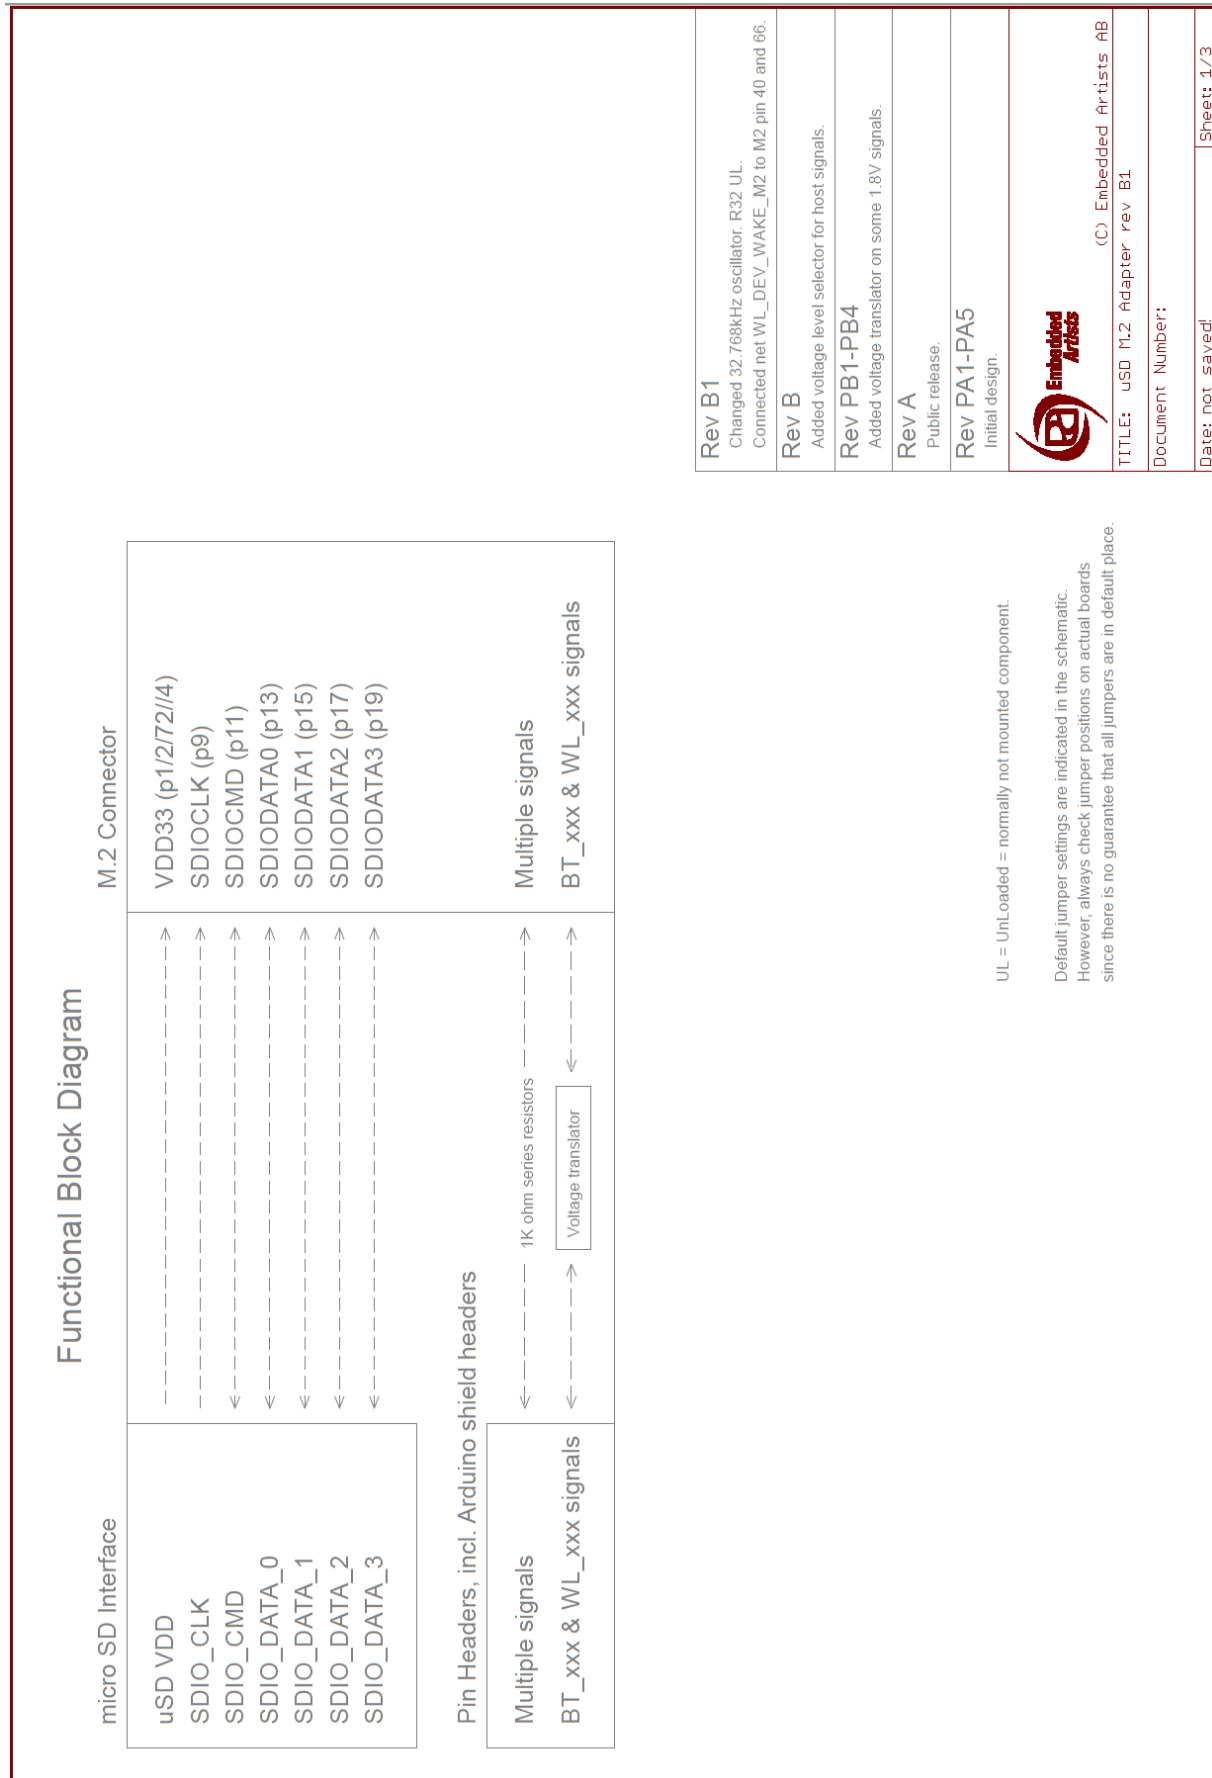 Functional Block Diagram
micro SD Interface
M.2 Connector
uSD VDD
VDD33 (p1/2/72//4)
SDIO_CLK
SDIOCLK (p9)
SDIO_CMD
SDIOCMD (p11)
SDIO_DATA_0
SDIODATA0 (p13)
SDIO_DATA_1
SDIODATA1 (p15)
SDIO_DATA_2
SDIODATA2 (p17)
SDIO_DATA_3
SDIODATA3 (p19)
Pin Headers, incl. Arduino shield headers
Multiple signals
1K ohm series resistors
Multiple signals
BT_xxx & WL_xxx signals
Voltage translator
BT_xxx & WL_xxx signals
UL = UnLoaded = normally not mounted component.
Default jumper settings are indicated in the schematic.
However, always check jumper positions on actual boards
since there is no guarantee that all jumpers are in default place.
Rev B1
Changed 32.768kHz oscillator. R32 UL.
Connected net WL_DEV_WAKE_M2 to M2 pin 40 and 66.
Rev B
Added voltage level selector for host signals.
Rev PB1-PB4
Added voltage translator on some 1.8V signals.
Rev A
Public release.
Rev PA1-PA5
Initial design.
Embedded
Artists
(C) Embedded Artists AB
TITLE: uSD M.2 Adapter rev B1
Document Number:
Date: not saved!
Sheet: 1/3